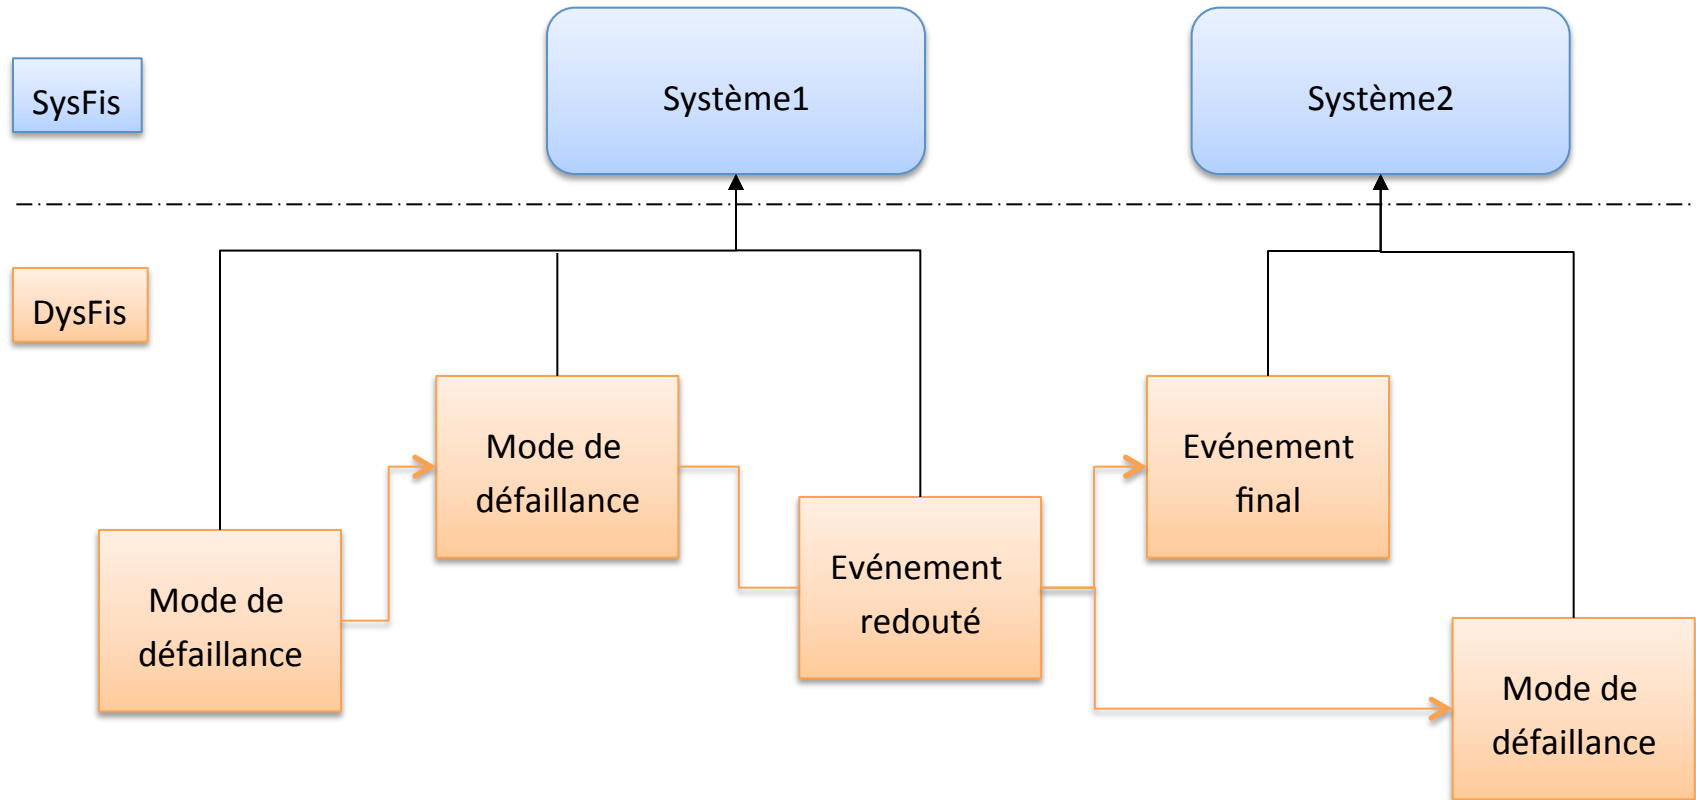 SysFis
Système1
Système2
DysFis
Mode de
défaillance
Mode de
défaillance
Evénement
redouté
Evénement
final
Mode de
défaillance